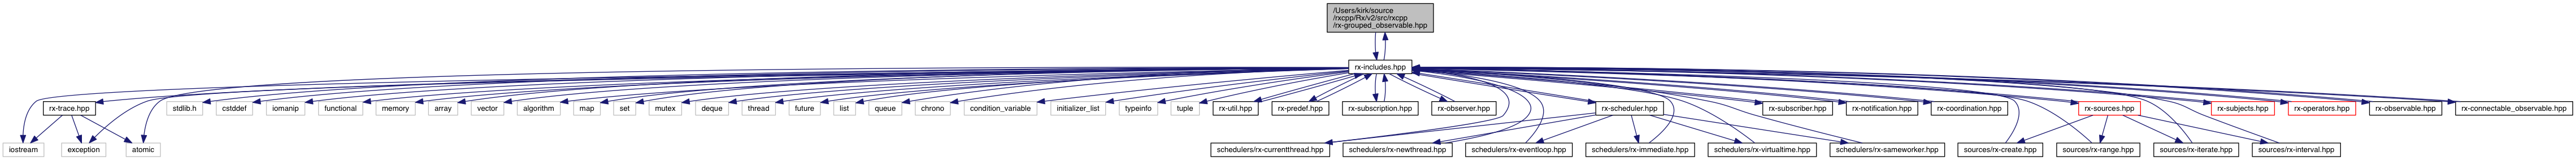 /Users/kirk/source
/rxcpp/Rx/v2/src/rxcpp
/rx-grouped_observable.hpp
rx-includes.hpp
rx-trace.hpp
stdlib.h
cstddef
iomanip
functional
memory
array
vector
algorithm
map
set
mutex
deque
thread
future
list
queue
chrono
condition_variable
initializer_list
typeinfo
tuple
rx-util.hpp
rx-predef.hpp
rx-subscription.hpp
rx-observer.hpp
rx-scheduler.hpp
rx-subscriber.hpp
rx-notification.hpp
rx-coordination.hpp
rx-sources.hpp
rx-subjects.hpp
rx-operators.hpp
rx-observable.hpp
rx-connectable_observable.hpp
iostream
exception
atomic
schedulers/rx-currentthread.hpp
schedulers/rx-newthread.hpp
schedulers/rx-eventloop.hpp
schedulers/rx-immediate.hpp
schedulers/rx-virtualtime.hpp
schedulers/rx-sameworker.hpp
sources/rx-create.hpp
sources/rx-range.hpp
sources/rx-iterate.hpp
sources/rx-interval.hpp